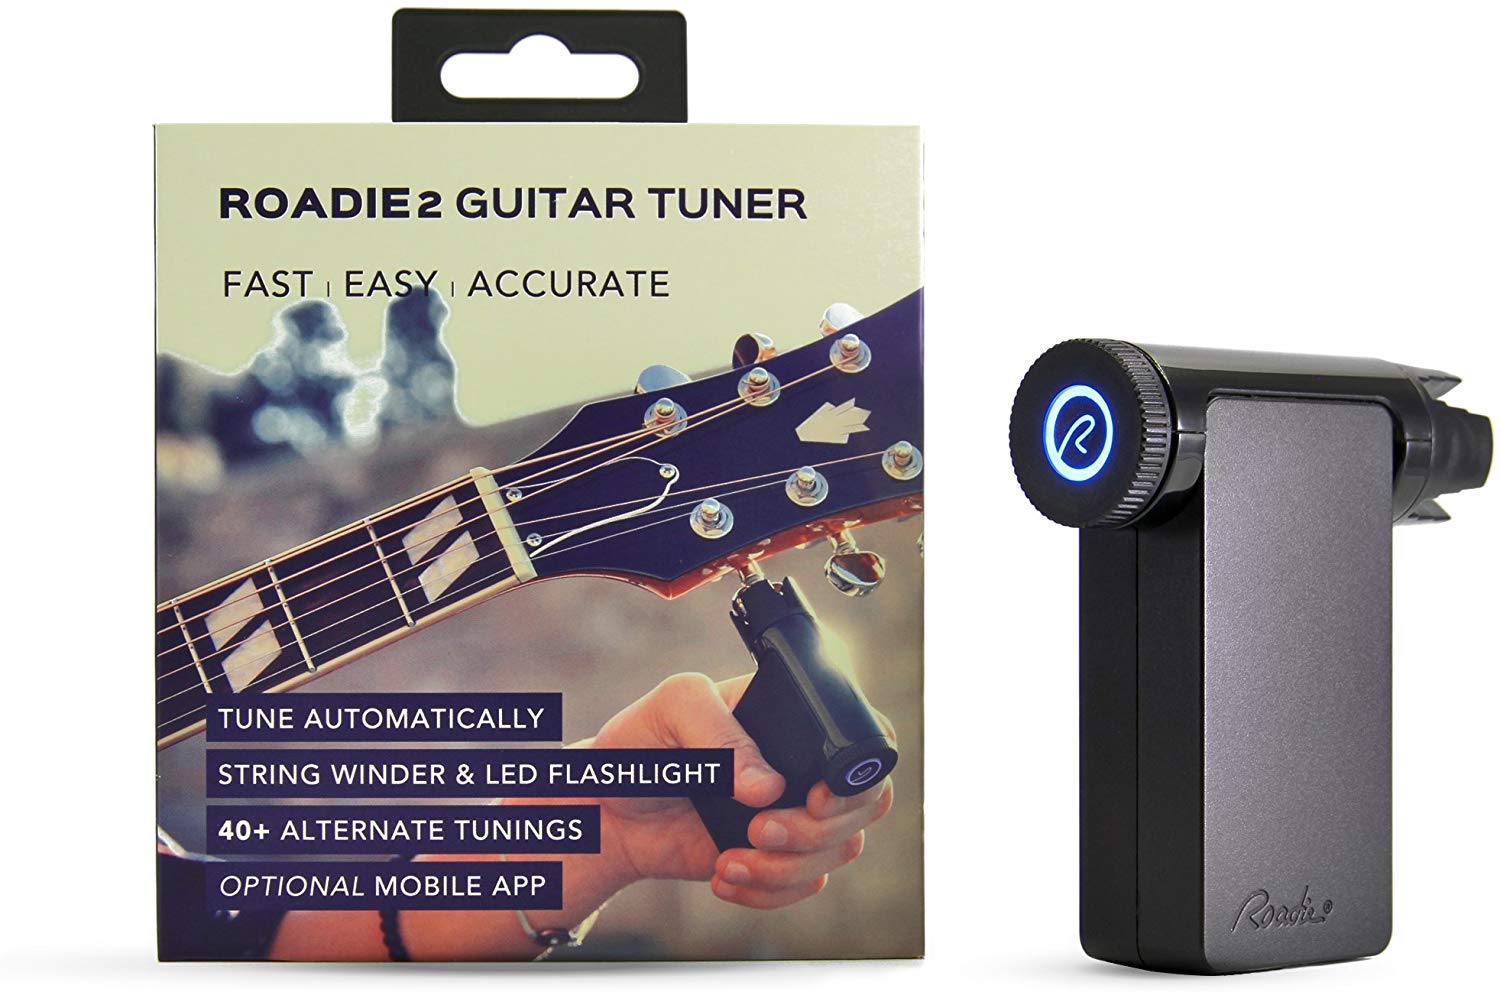 ROADIE2 GUITAR TUNER
FAST | EASY | ACCURATE
TUNE AUTOMATICALLY
STRING WINDER & LED FLASHLIGHT
40+ ALTERNATE TUNINGS
OPTIONAL MOBILE APP
R
Roadie®